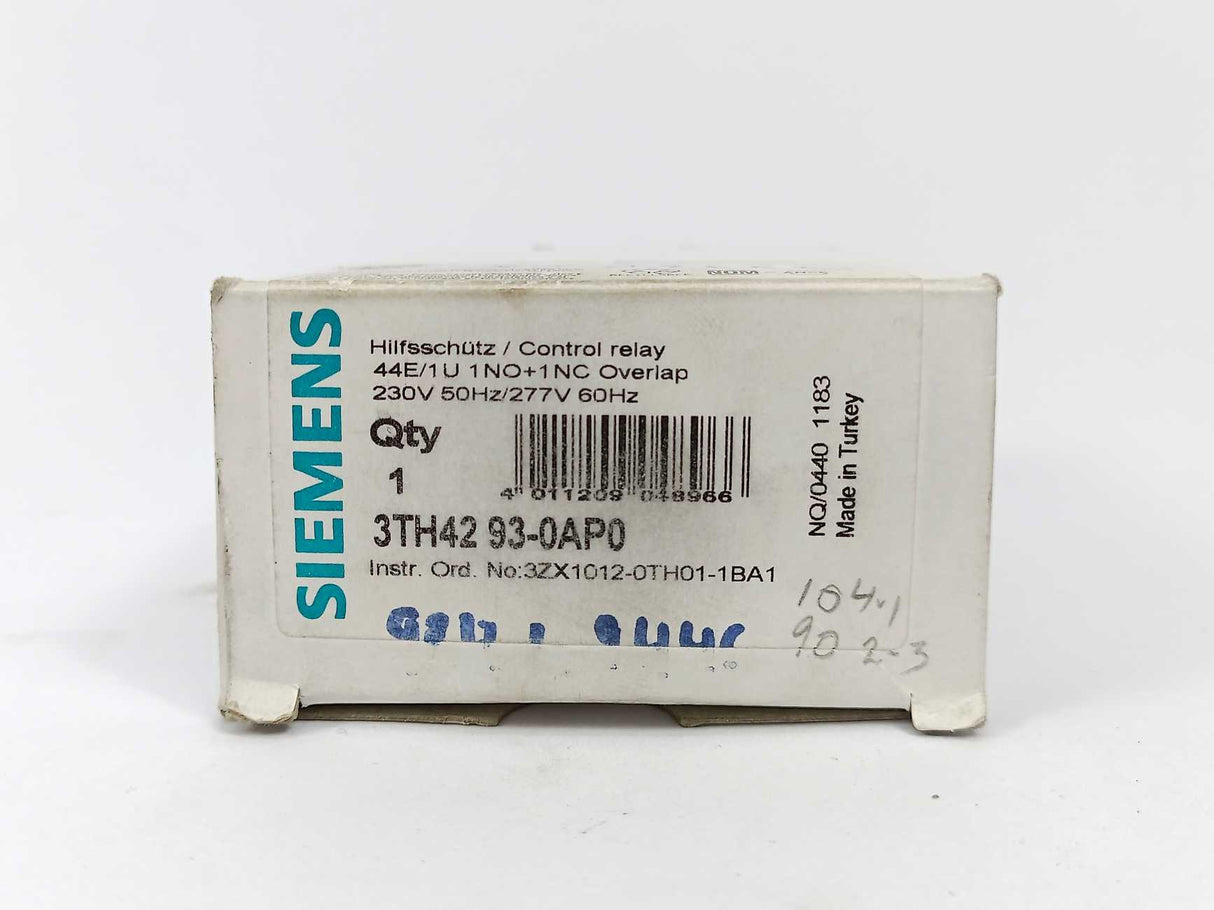 NOM
SIEMENS
Hilfsschütz / Control relay
44E/1U 1NO+1NC Overlap
230V 50Hz/277V 60Hz
Qty
1
4 011209 048966
3TH42 93-0AP0
Instr. Ord. No:3ZX1012-0TH01-1BA1
NQ/0440 1183
Made in Turkey
104-1
90 2-3